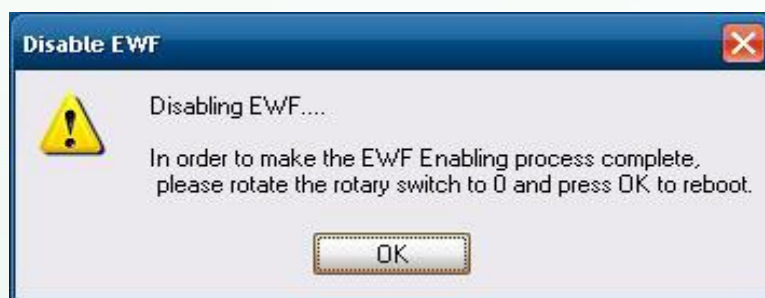 Disable EWF
Disabling EWF....
In order to make the EWF Enabling process complete,
please rotate the rotary switch to 0 and press OK to reboot.
OK